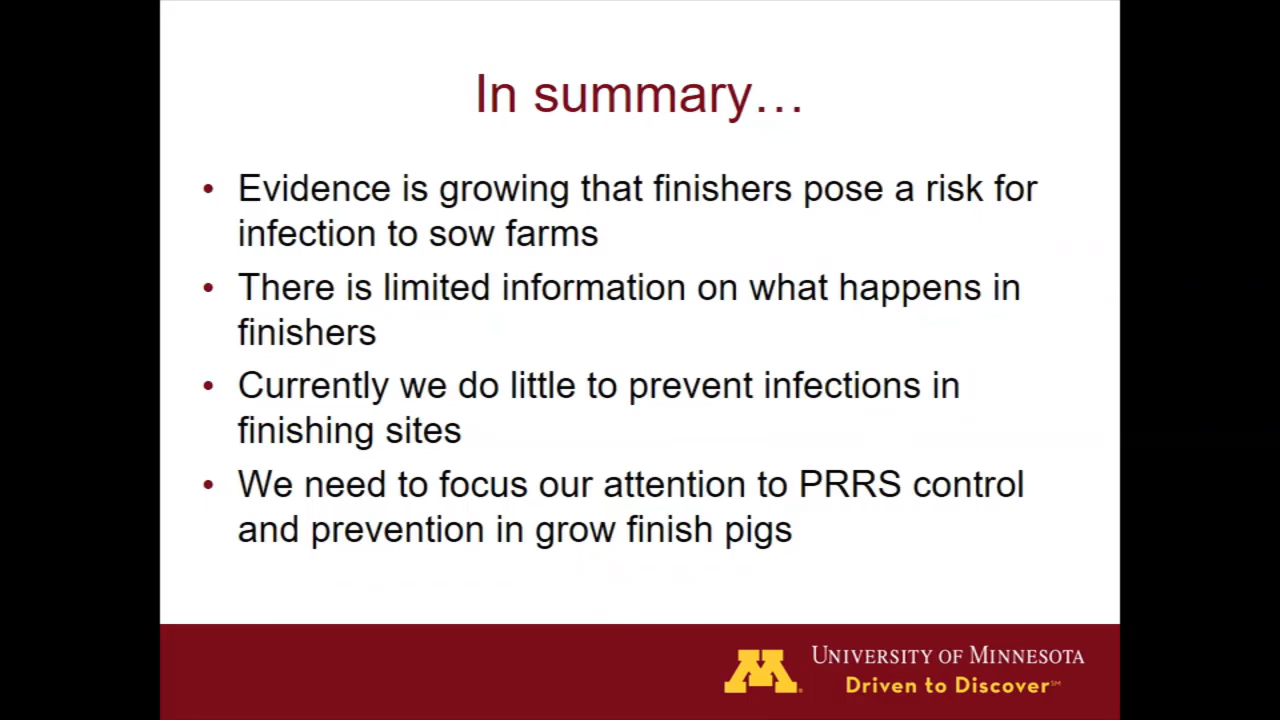 In summary…
• Evidence is growing that finishers pose a risk for
infection to sow farms
• There is limited information on what happens in
finishers
• Currently we do little to prevent infections in
finishing sites
• We need to focus our attention to PRRS control
and prevention in grow finish pigs
M
UNIVERSITY OF MINNESOTA
Driven to Discover℠